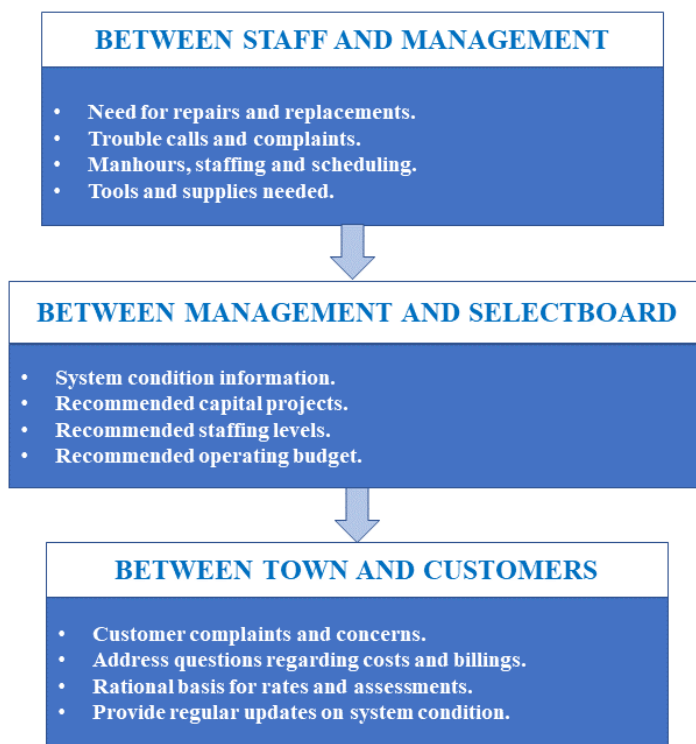 BETWEEN STAFF AND MANAGEMENT
• Need for repairs and replacements.
• Trouble calls and complaints.
• Manhours, staffing and scheduling.
• Tools and supplies needed.
BETWEEN MANAGEMENT AND SELECTBOARD
• System condition information.
• Recommended capital projects.
• Recommended staffing levels.
• Recommended operating budget.
BETWEEN TOWN AND CUSTOMERS
• Customer complaints and concerns.
• Address questions regarding costs and billings.
• Rational basis for rates and assessments.
• Provide regular updates on system condition.